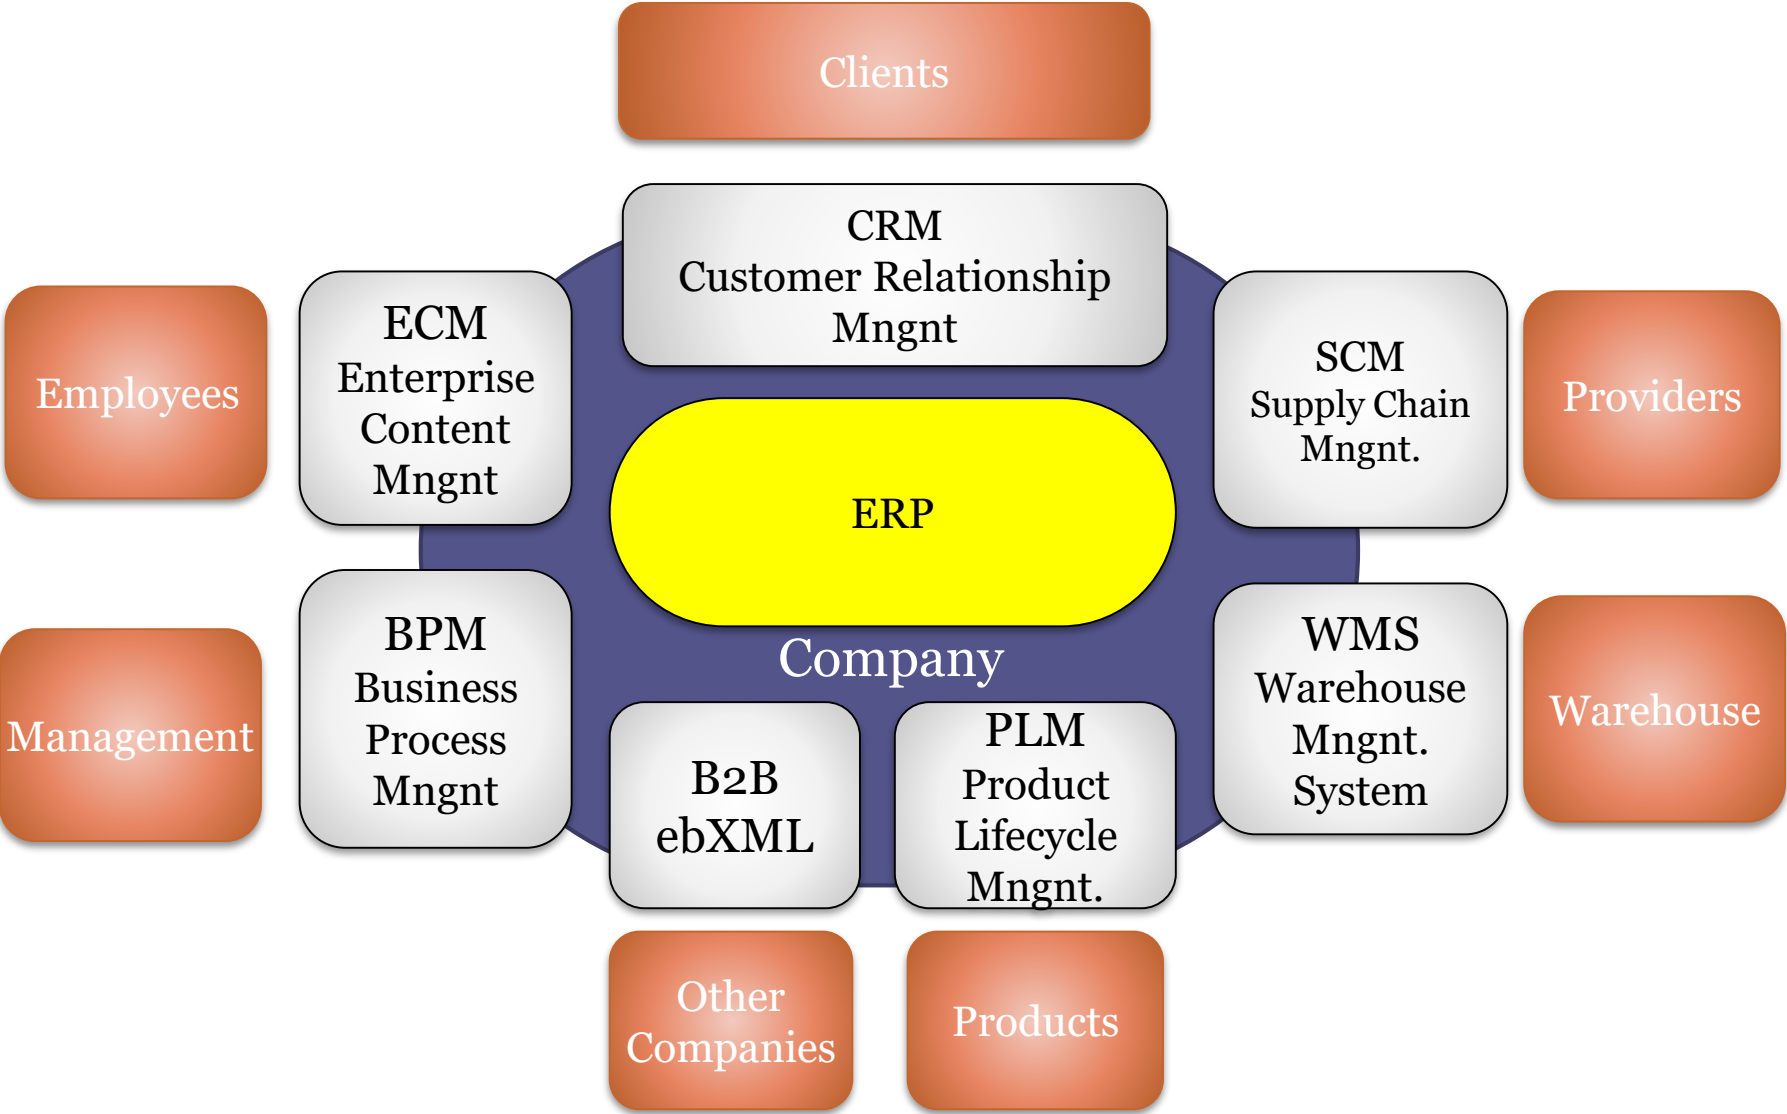 Clients
CRM
Customer Relationship
Mngnt
Employees
ECM
Enterprise
Content
Mngnt
SCM
Supply Chain
Mngnt.
Providers
ERP
Company
Management
BPM
Business
Process
Mngnt
B2B
ebXML
PLM
Product
Lifecycle
Mngnt.
WMS
Warehouse
Mngnt.
System
Warehouse
Other
Companies
Products